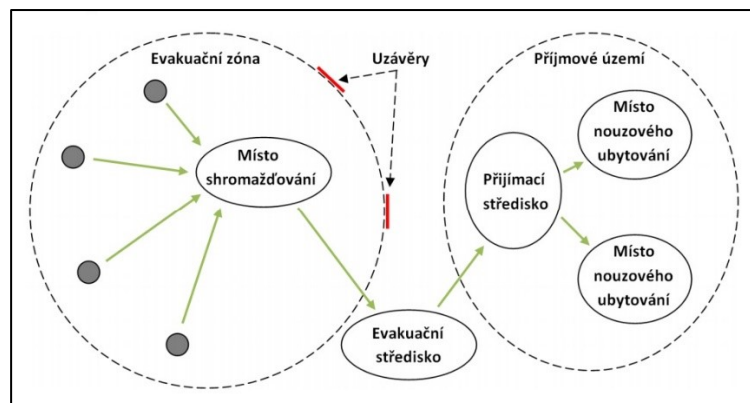 Evakuační zóna
Uzávěry
Příjmové území
Místo
shromažďování
Přijímací
středisko
Místo
nouzového
ubytování
Místo
nouzového
ubytování
Evakuační
středisko